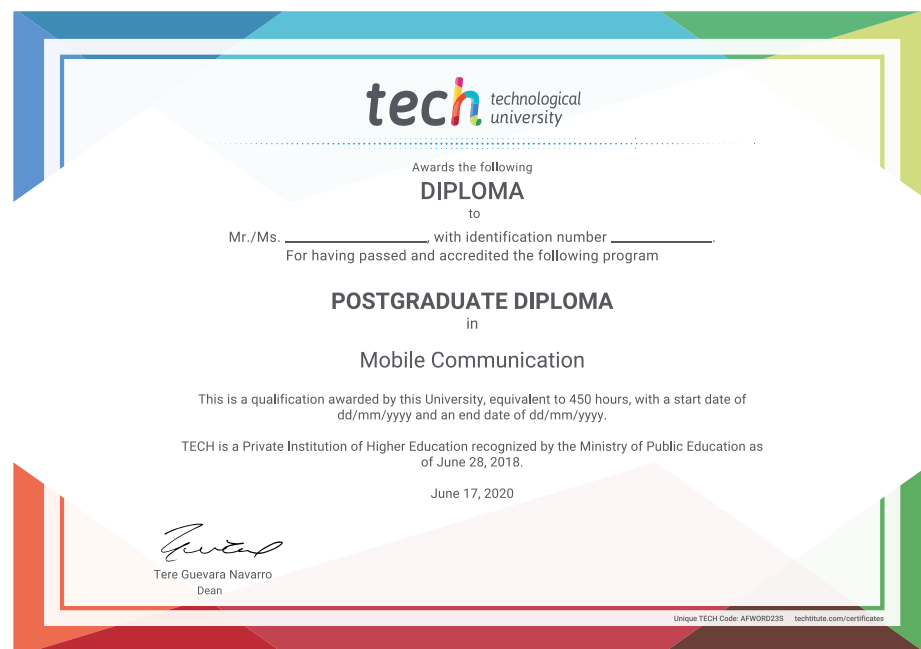 tech technological
university
Awards the following
DIPLOMA
to
Mr./Ms. ________________, with identification number ____________.
For having passed and accredited the following program
POSTGRADUATE DIPLOMA
in
Mobile Communication
This is a qualification awarded by this University, equivalent to 450 hours, with a start date of
dd/mm/yyyy and an end date of dd/mm/yyyy.
TECH is a Private Institution of Higher Education recognized by the Ministry of Public Education as
of June 28, 2018.
June 17, 2020
Tere Guevara Navarro
Dean
Unique TECH Code: AFWORD23S techtitute.com/certificates